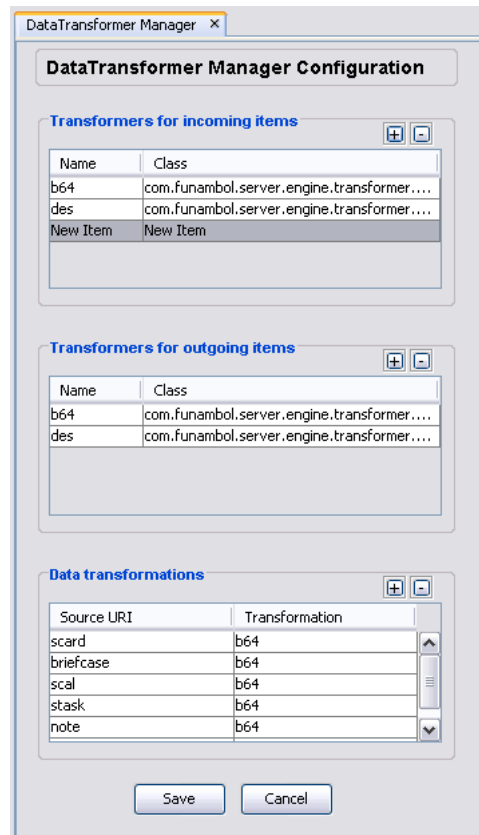 DataTransformer Manager ×
DataTransformer Manager Configuration
Transformers for incoming items
Name Class
b64 com.funambol.server.engine.transformer....
des com.funambol.server.engine.transformer....
New Item New Item
Transformers for outgoing items
Name Class
b64 com.funambol.server.engine.transformer....
des com.funambol.server.engine.transformer....
Data transformations
Source URI Transformation
scard b64
briefcase b64
scal b64
stask b64
note b64
Save Cancel